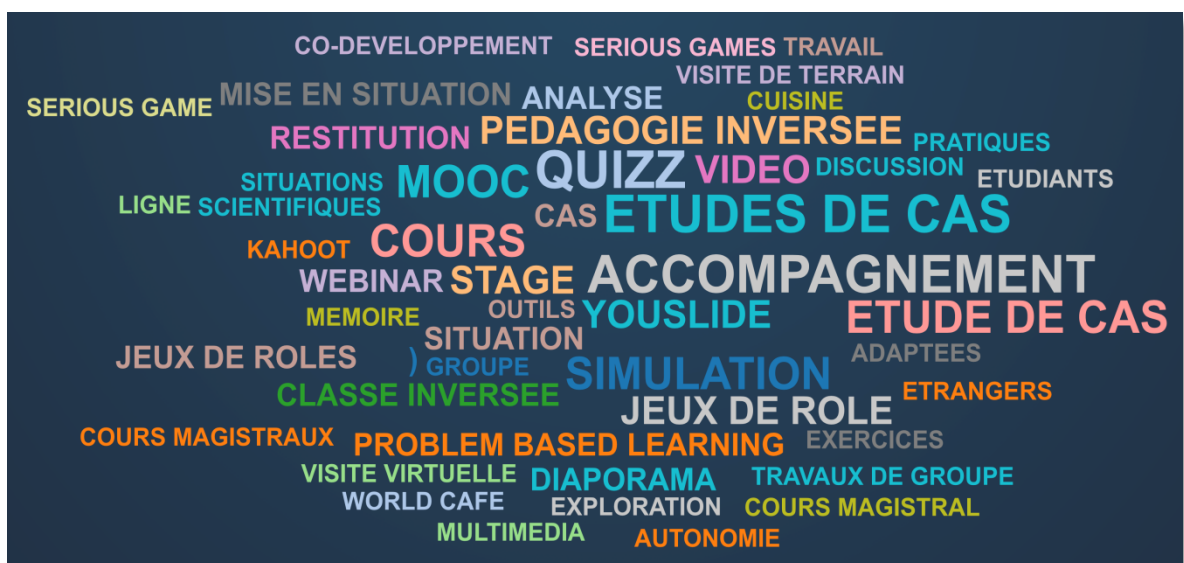 CO-DEVELOPPEMENT SERIOUS GAMES TRAVAIL
VISITE DE TERRAIN
SERIOUS GAME MISE EN SITUATION ANALYSE CUISINE
RESTITUTION PEDAGOGIE INVERSEE PRATIQUES
SITUATIONS MOOC QUIZZ VIDEO DISCUSSION ETUDIANTS
LIGNE SCIENTIFIQUES CAS ETUDES DE CAS
KAHOOT COURS
WEBINAR STAGE ACCOMPAGNEMENT
MEMOIRE OUTILS YOUSLIDE ETUDE DE CAS
SITUATION
JEUX DE ROLES ) GROUPE SIMULATION ADAPTEES
CLASSE INVERSEE ETRANGERS
JEUX DE ROLE
COURS MAGISTRAUX PROBLEM BASED LEARNING EXERCICES
VISITE VIRTUELLE DIAPORAMA TRAVAUX DE GROUPE
WORLD CAFE EXPLORATION COURS MAGISTRAL
MULTIMEDIA AUTONOMIE